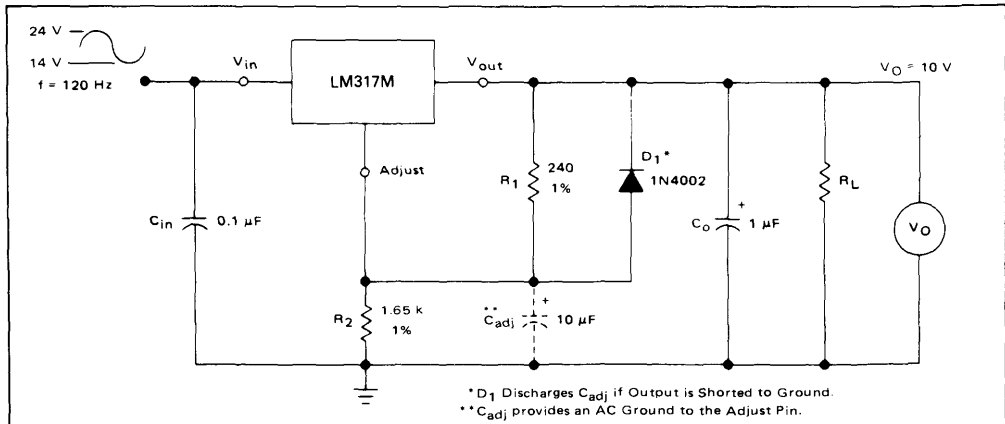 24 V
14 V
f = 120 Hz
Vin
LM317M
Vout
VO = 10 V
Adjust
R1
240
1%
D1*
1N4002
Cin
0.1 µF
Co
+
1 µF
RL
VO
R2
1.65 k
1%
**
Cadj
+
10 µF
*D1 Discharges Cadj if Output is Shorted to Ground.
**Cadj provides an AC Ground to the Adjust Pin.